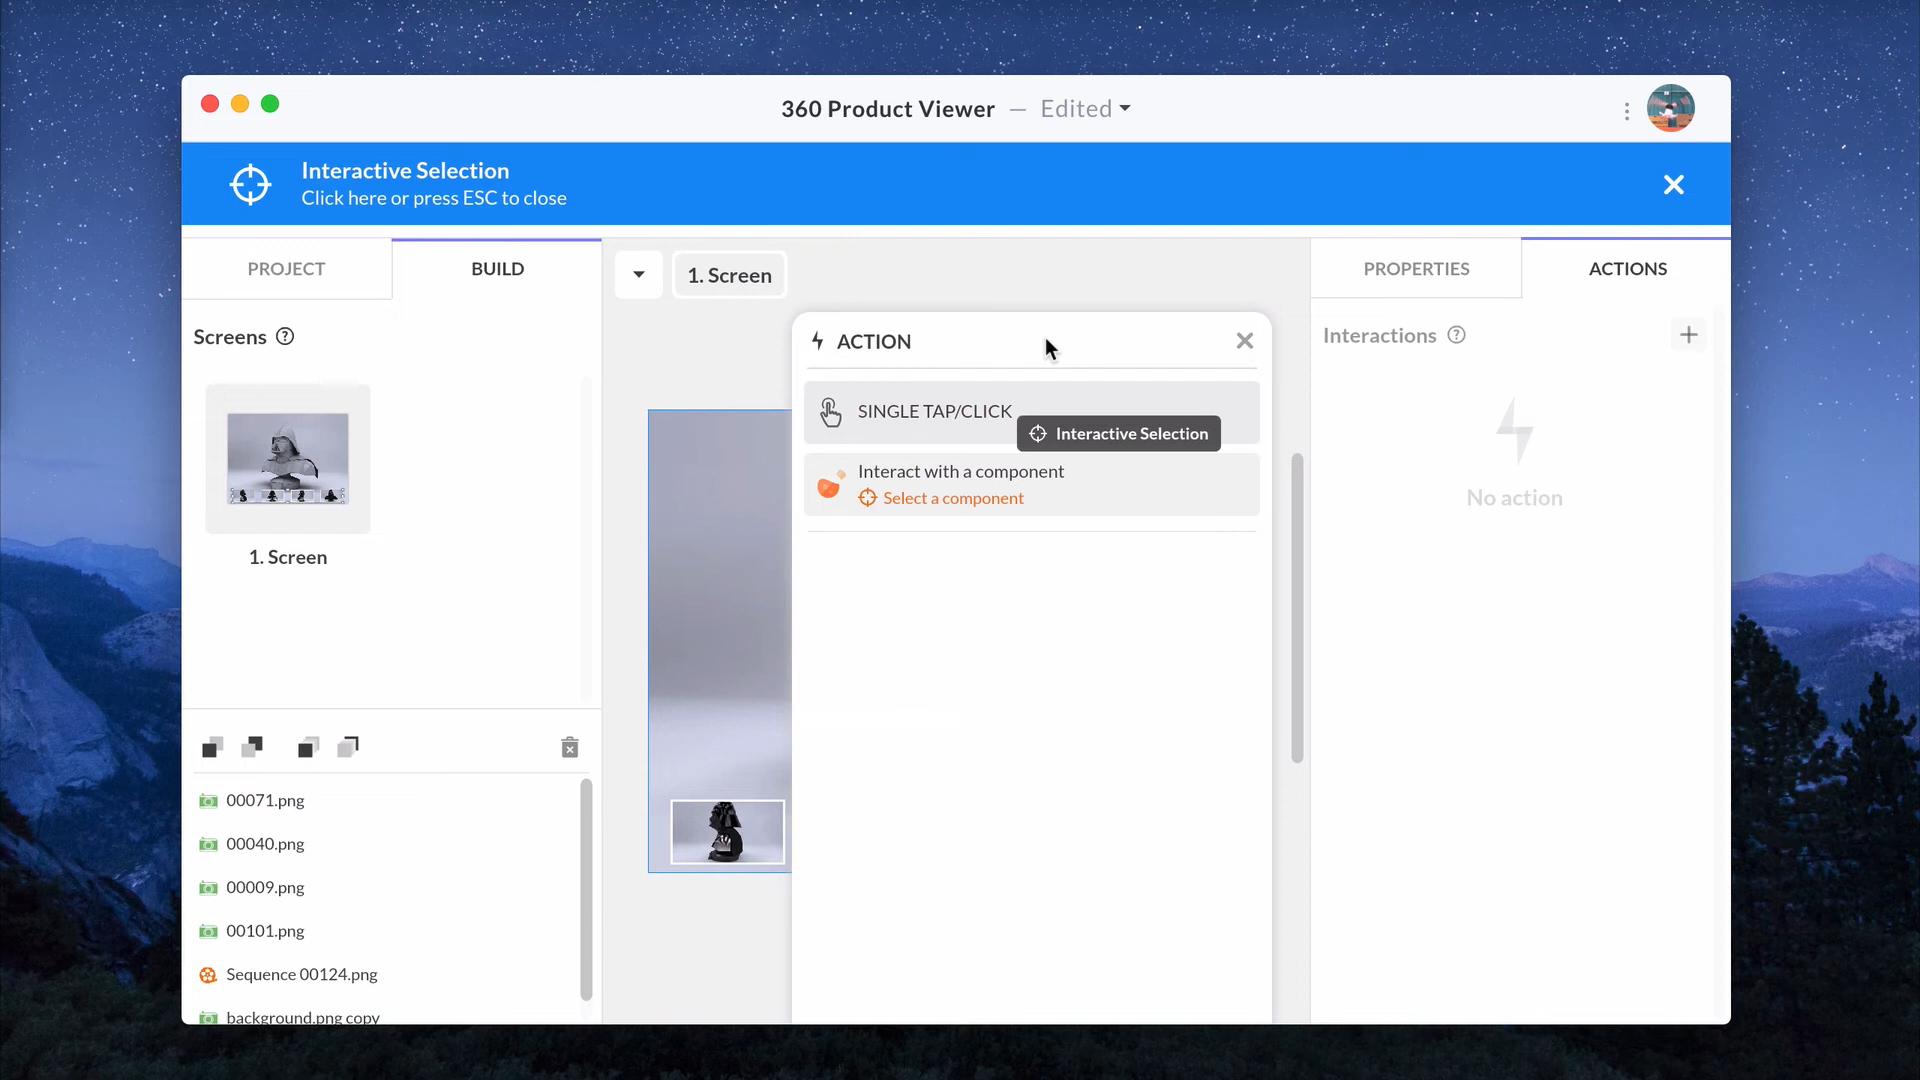 360 Product Viewer — Edited
Interactive Selection
Click here or press ESC to close
PROJECT
BUILD
1. Screen
PROPERTIES
ACTIONS
Screens
1. Screen
ACTION
SINGLE TAP/CLICK
Interactive Selection
Interact with a component
Select a component
Interactions
No action
00071.png
00040.png
00009.png
00101.png
Sequence 00124.png
background.png copy